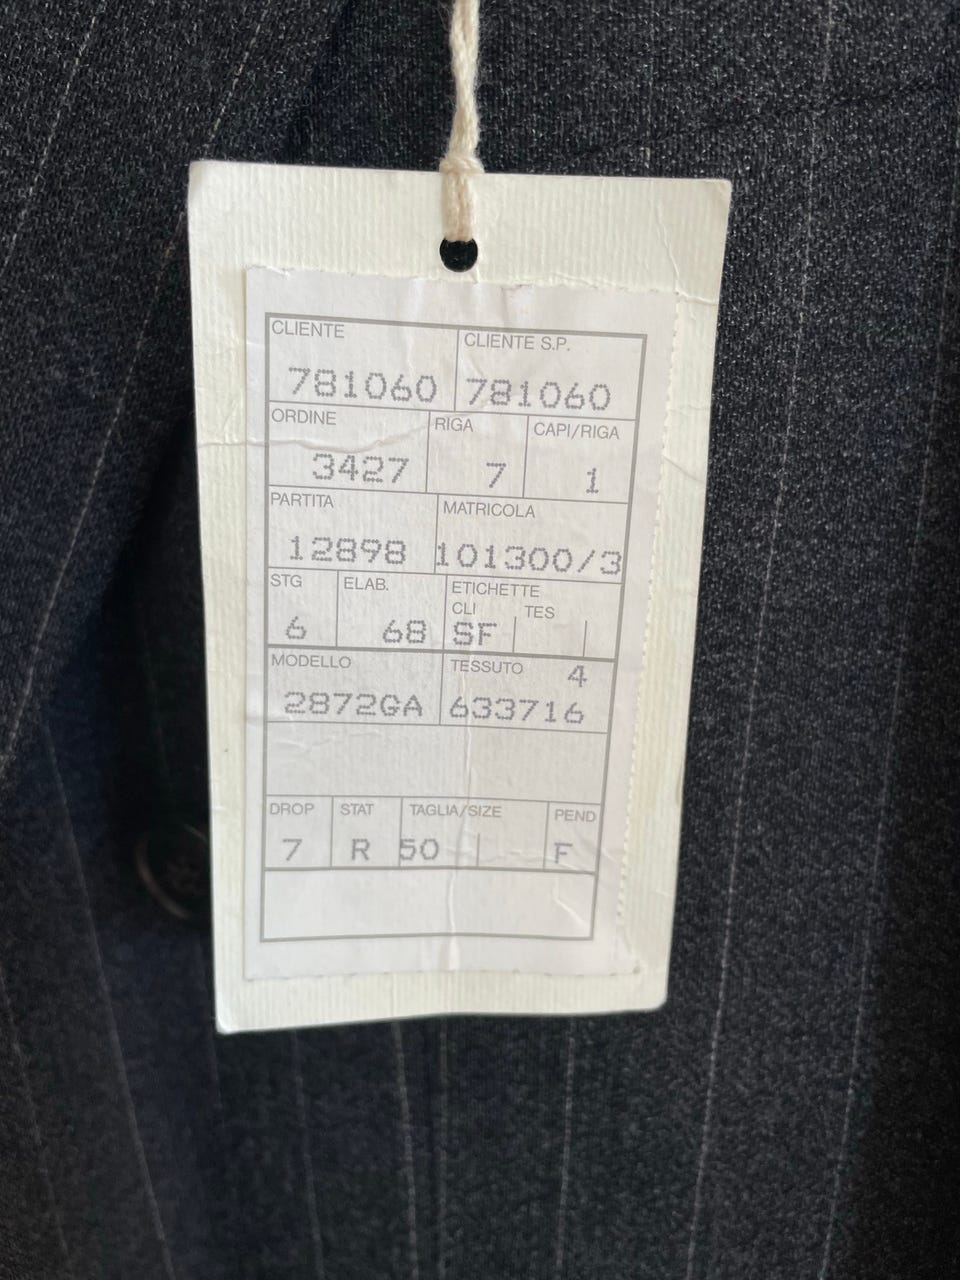 CLIENTE CLIENTE S.P.
781060 781060
ORDINE RIGA CAPI/RIGA
3427 7 1
PARTITA MATRICOLA
12898 101300/3
STG ELAB. ETICHETTE
CLI TES
6 68 SF
MODELLO TESSUTO 4
2872GA 633716
DROP STAT TAGLIA/SIZE PEND
7 R 50 F